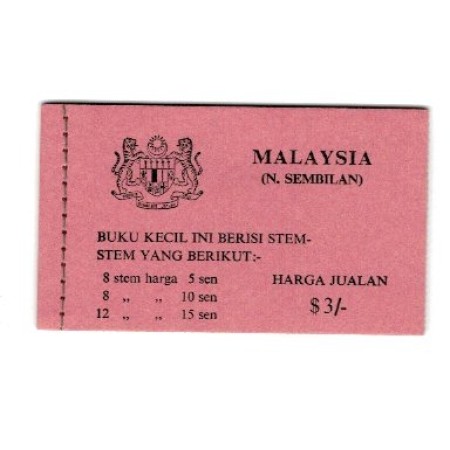 MALAYSIA
(N. SEMBILAN)
BUKU KECIL INI BERISI STEM-
STEM YANG BERIKUT:-
8 stem harga 5 sen
8 „ „ 10 sen
12 „ „ 15 sen
HARGA JUALAN
$3/-